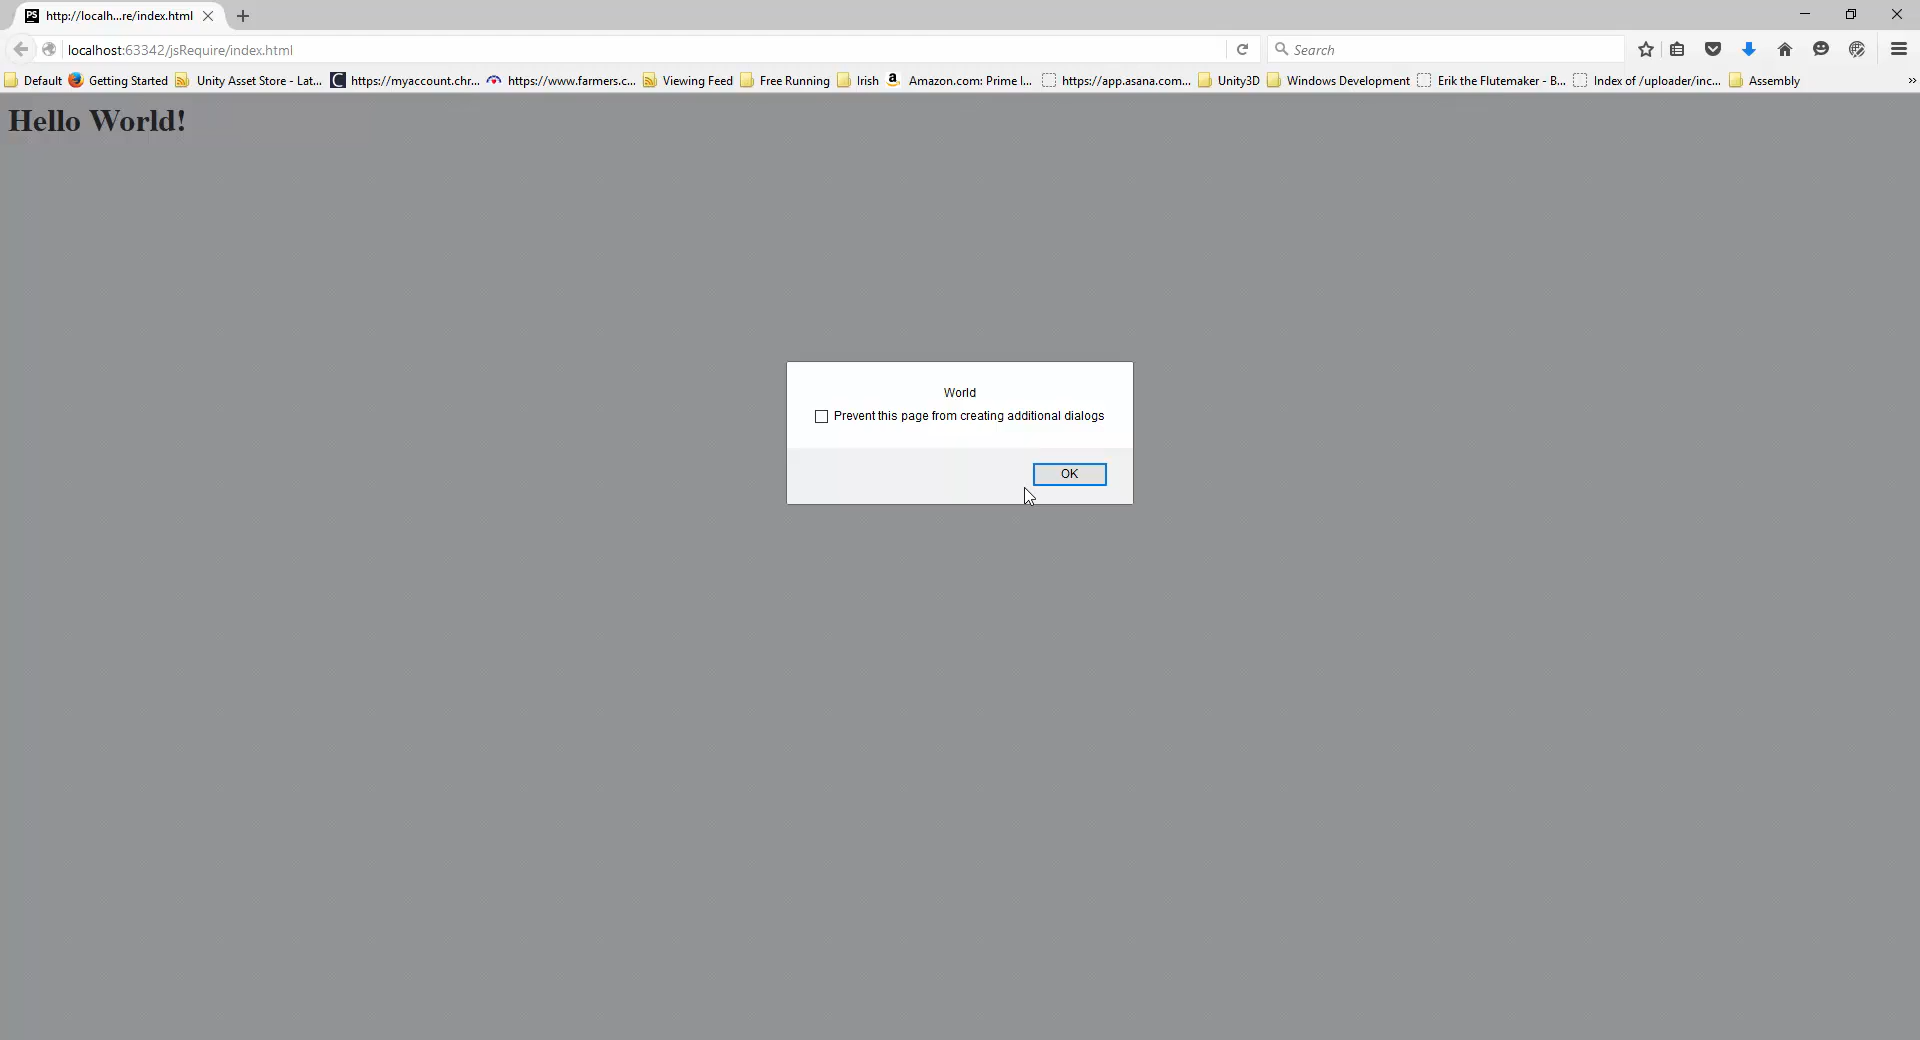 PS http://localh...re/index.html
localhost:63342/jsRequire/index.html
Search
Default Getting Started Unity Asset Store - Lat... https://myaccount.chr... https://www.farmers.c... Viewing Feed Free Running Irish a Amazon.com: Prime I... https://app.asana.com... Unity3D Windows Development Erik the Flutemaker - B... Index of /uploader/inc... Assembly »
Hello World!
World
Prevent this page from creating additional dialogs
OK